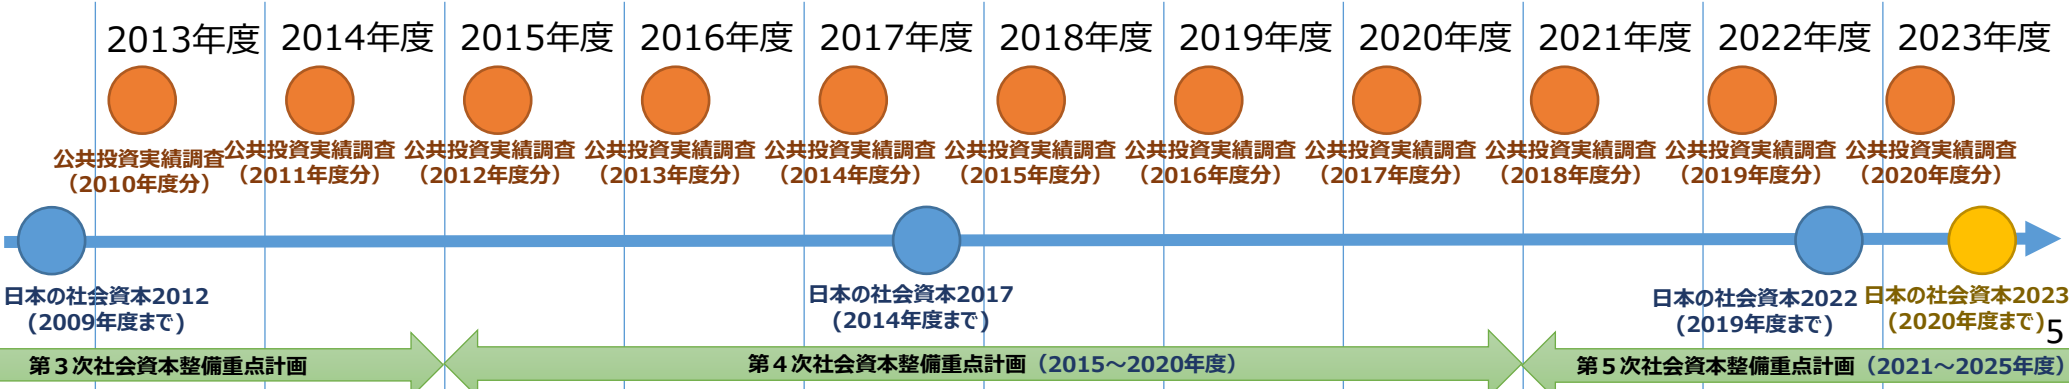 2013年度
2014年度
2015年度
2016年度
2017年度
2018年度
2019年度
2020年度
2021年度
2022年度
2023年度
公共投資実績調査
（2010年度分）
公共投資実績調査
（2011年度分）
公共投資実績調査
（2012年度分）
公共投資実績調査
（2013年度分）
公共投資実績調査
（2014年度分）
公共投資実績調査
（2015年度分）
公共投資実績調査
（2016年度分）
公共投資実績調査
（2017年度分）
公共投資実績調査
（2018年度分）
公共投資実績調査
（2019年度分）
公共投資実績調査
（2020年度分）
日本の社会資本2012
(2009年度まで)
日本の社会資本2017
(2014年度まで)
日本の社会資本2022
(2019年度まで)
日本の社会資本2023
(2020年度まで)
5
第３次社会資本整備重点計画
第４次社会資本整備重点計画（2015～2020年度）
第５次社会資本整備重点計画（2021～2025年度）